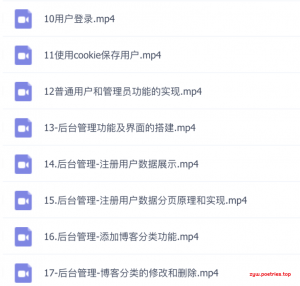 10用户登录.mp4
11使用cookie保存用户.mp4
12普通用户和管理员功能的实现.mp4
13-后台管理功能及界面的搭建.mp4
14.后台管理-注册用户数据展示.mp4
15.后台管理-注册用户数据分页原理和实现.mp4
16.后台管理-添加博客分类功能.mp4
17-后台管理-博客分类的修改和删除.mp4
zyw.poetries.top